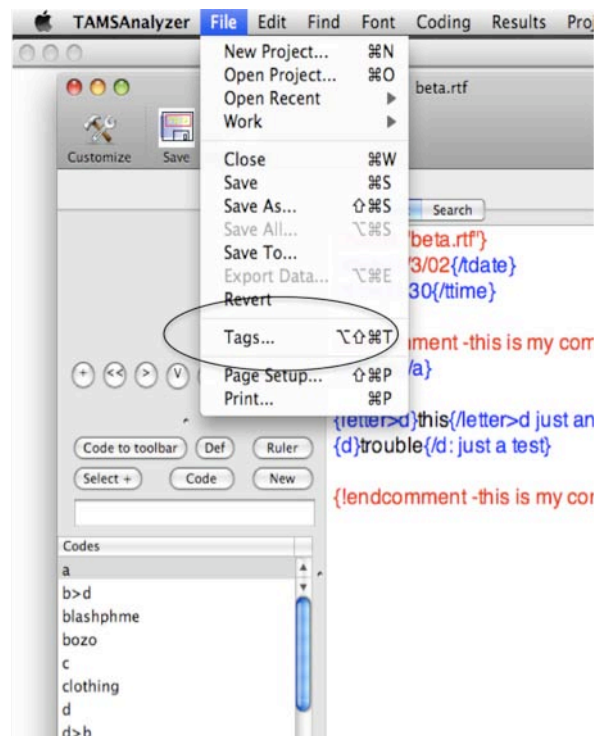 TAMSAnalyzer File Edit Find Font Coding Results Proj
New Project... ⌘N
Open Project... ⌘O
Open Recent ▶
Work ▶
Close ⌘W
Save ⌘S
Save As... ⇧⌘S
Save All... ⌥⌘S
Save To...
Export Data... ⌥⌘E
Revert
Tags... ⌥⇧⌘T
Page Setup... ⇧⌘P
Print... ⌘P
beta.rtf
Customize Save
Search
beta.rtf"}
/3/02{/tdate}
30{/ttime}
mment -this is my com
/a}
{letter>d}this{/letter>d just an
{d}trouble{/d: just a test}
{!endcomment -this is my cor
+ << > V
Code to toolbar Def Ruler
Select + Code New
Codes
a
b>d
blashphme
bozo
c
clothing
d
d>b